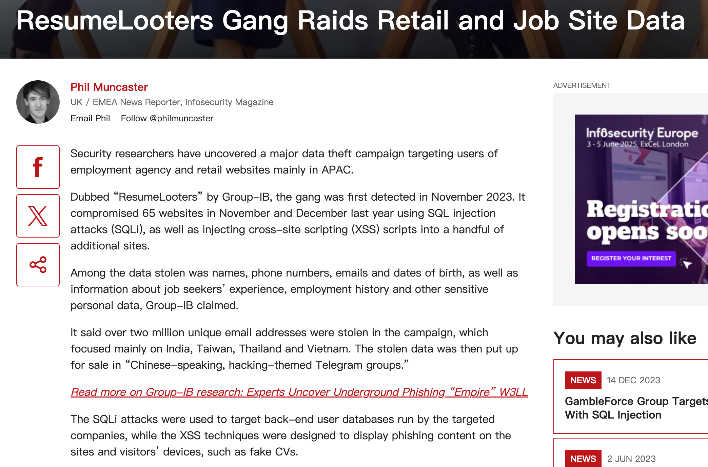 ResumeLooters Gang Raids Retail and Job Site Data
Phil Muncaster
UK / EMEA News Reporter, Infosecurity Magazine
Email Phil Follow @philmuncaster
Security researchers have uncovered a major data theft campaign targeting users of
employment agency and retail websites mainly in APAC.
Dubbed “ResumeLooters” by Group-IB, the gang was first detected in November 2023. It
compromised 65 websites in November and December last year using SQL injection
attacks (SQLi), as well as injecting cross-site scripting (XSS) scripts into a handful of
additional sites.
Among the data stolen was names, phone numbers, emails and dates of birth, as well as
information about job seekers’ experience, employment history and other sensitive
personal data, Group-IB claimed.
It said over two million unique email addresses were stolen in the campaign, which
focused mainly on India, Taiwan, Thailand and Vietnam. The stolen data was then put up
for sale in “Chinese-speaking, hacking-themed Telegram groups.”
Read more on Group-IB research: Experts Uncover Underground Phishing “Empire” W3LL
The SQLi attacks were used to target back-end user databases run by the targeted
companies, while the XSS techniques were designed to display phishing content on the
sites and visitors’ devices, such as fake CVs.
ADVERTISEMENT
Infosecurity Europe
3 - 5 June 2025, ExCeL London
Registratio
opens soo
REGISTER YOUR INTEREST
You may also like
NEWS 14 DEC 2023
GambleForce Group Targets
With SQL Injection
NEWS 2 JUN 2023